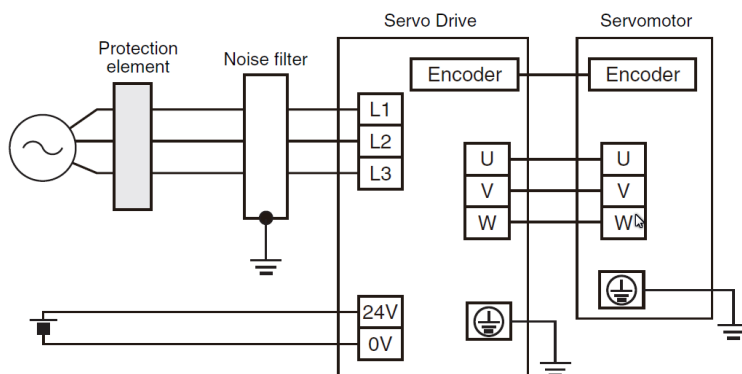 Servo Drive
Servomotor
Protection
element
Noise filter
Encoder
Encoder
L1
L2
L3
U
V
W
U
V
W
24V
0V